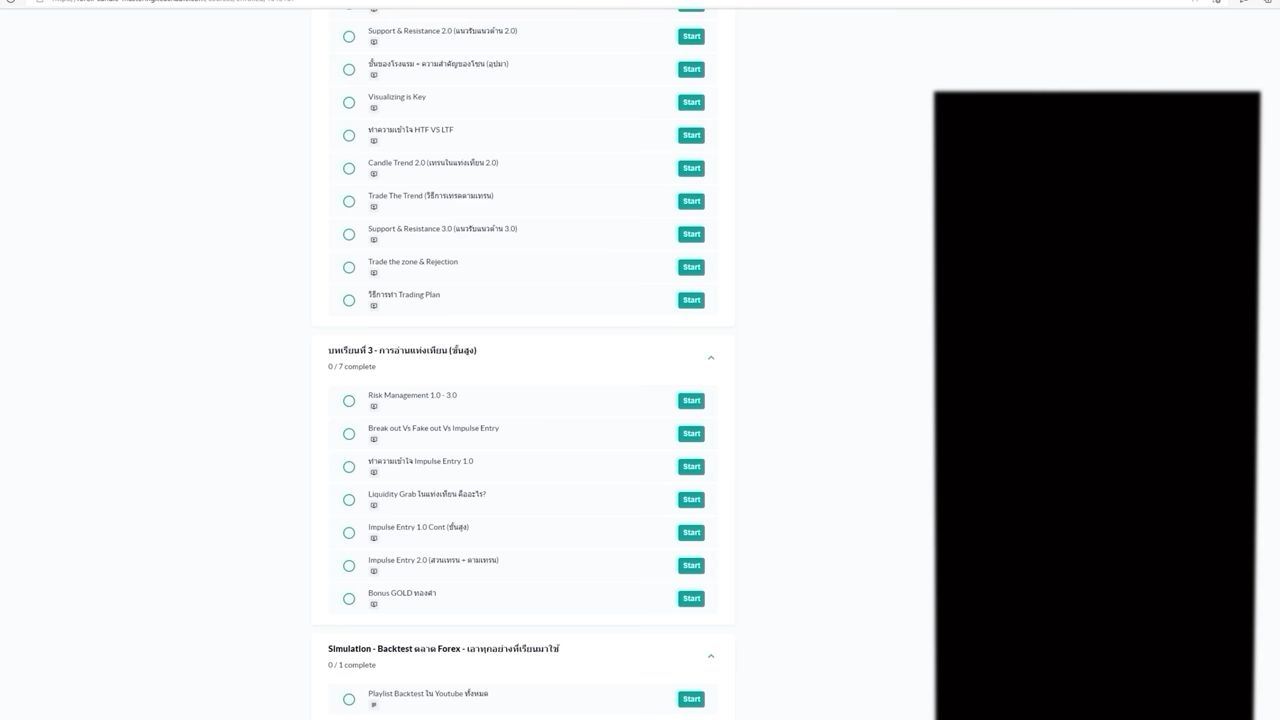 Support & Resistance 2.0 (แนวรับแนวต้าน 2.0)
Start
ชั้นของโรงแรม + ความสำคัญของโซน (อุปมา)
Start
Visualizing is Key
Start
ทำความเข้าใจ HTF VS LTF
Start
Candle Trend 2.0 (เทรนในแท่งเทียน 2.0)
Start
Trade The Trend (วิธีการเทรดตามเทรน)
Start
Support & Resistance 3.0 (แนวรับแนวต้าน 3.0)
Start
Trade the zone & Rejection
Start
วิธีการทำ Trading Plan
Start
บทเรียนที่ 3 - การอ่านแท่งเทียน (ชั้นสูง)
0 / 7 complete
Risk Management 1.0 - 3.0
Start
Break out Vs Fake out Vs Impulse Entry
Start
ทำความเข้าใจ Impulse Entry 1.0
Start
Liquidity Grab ในแท่งเทียน คืออะไร?
Start
Impulse Entry 1.0 Cont (ชั้นสูง)
Start
Impulse Entry 2.0 (สวนเทรน + ตามเทรน)
Start
Bonus GOLD ทองคำ
Start
Simulation - Backtest ตลาด Forex - เอาทุกอย่างที่เรียนมาใช้
0 / 1 complete
Playlist Backtest ใน Youtube ทั้งหมด
Start